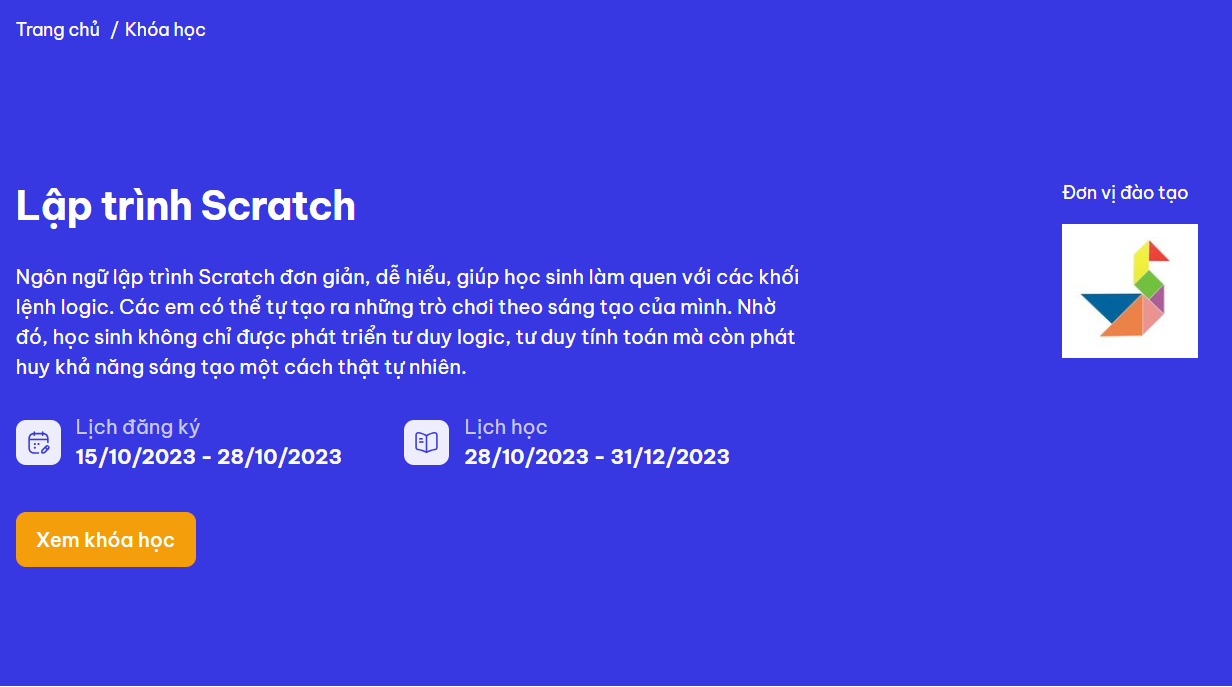 Trang chủ / Khóa học
Lập trình Scratch
Đơn vị đào tạo
Ngôn ngữ lập trình Scratch đơn giản, dễ hiểu, giúp học sinh làm quen với các khối
lệnh logic. Các em có thể tự tạo ra những trò chơi theo sáng tạo của mình. Nhờ
đó, học sinh không chỉ được phát triển tư duy logic, tư duy tính toán mà còn phát
huy khả năng sáng tạo một cách thật tự nhiên.
Lịch đăng ký
15/10/2023 - 28/10/2023
Lịch học
28/10/2023 - 31/12/2023
Xem khóa học